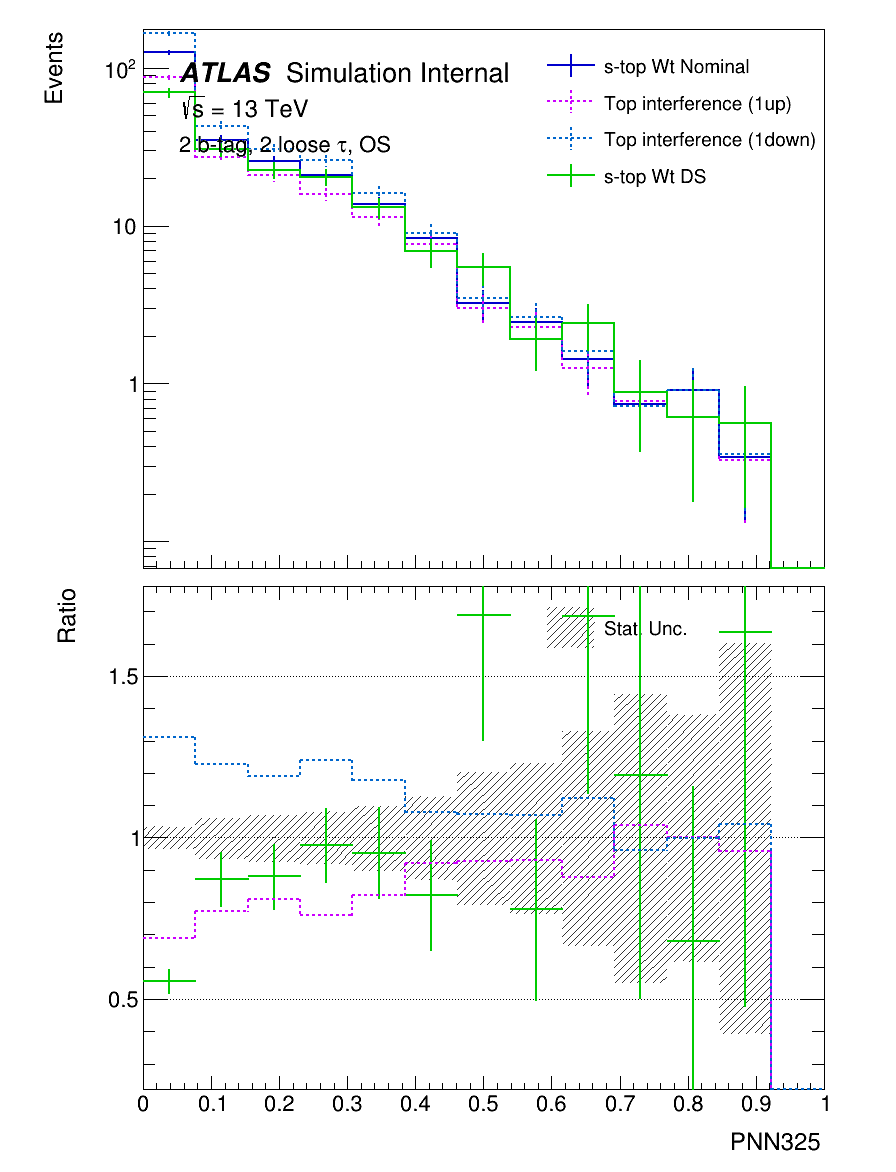 Events
10²
10
1
ATLAS Simulation Internal
√s = 13 TeV
2 b-tag, 2 loose τ, OS
s-top Wt Nominal
Top interference (1up)
Top interference (1down)
s-top Wt DS
Ratio
Stat. Unc.
1.5
1
0.5
0 0.1 0.2 0.3 0.4 0.5 0.6 0.7 0.8 0.9 1
PNN325